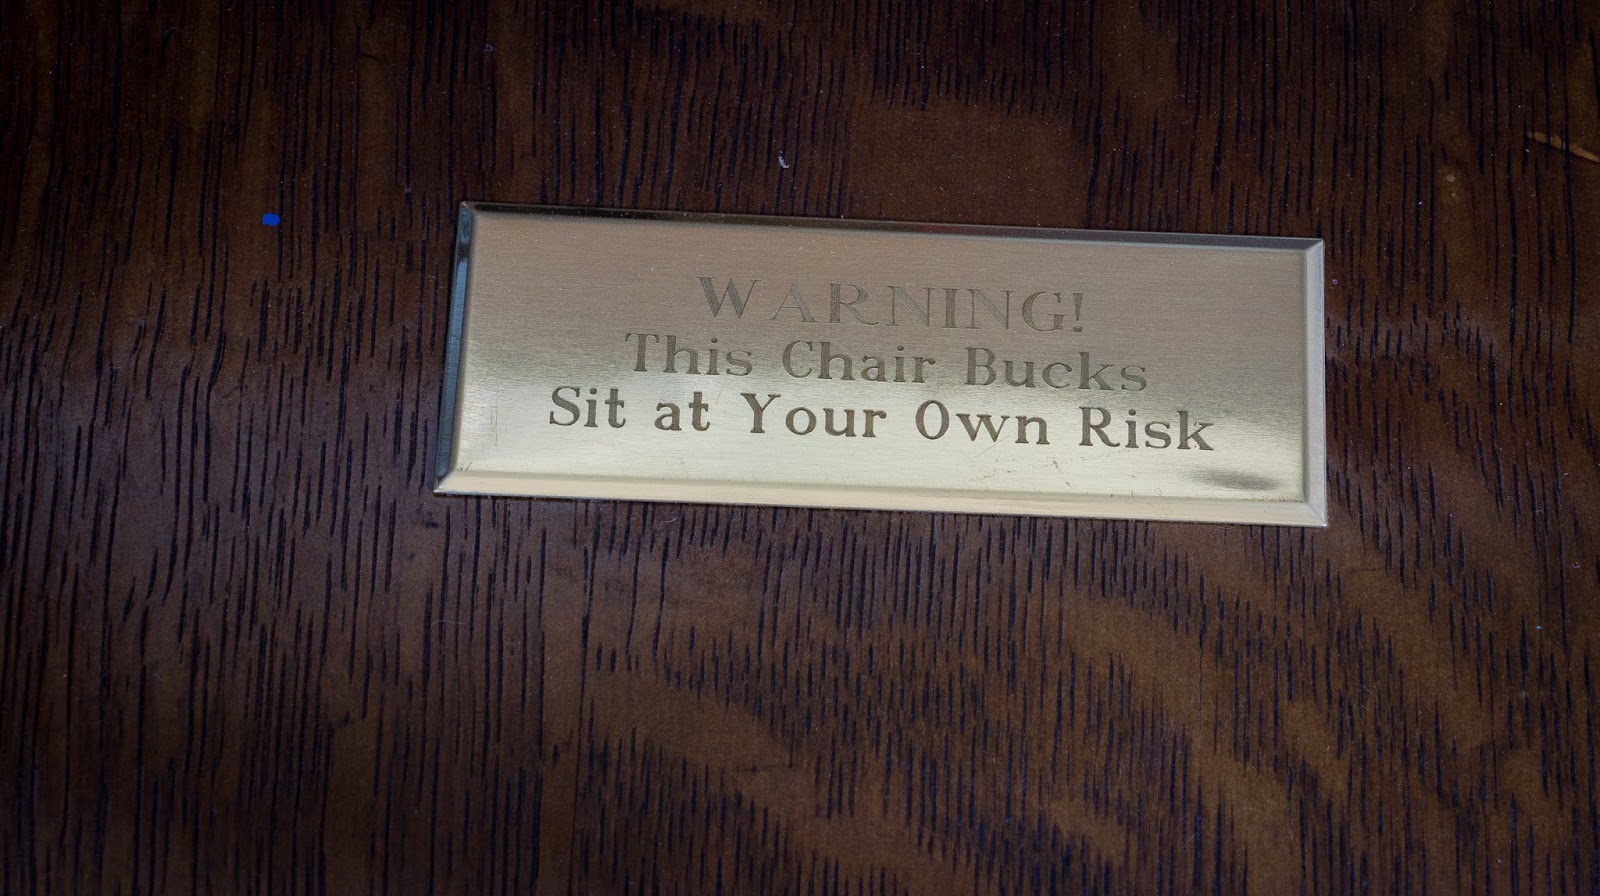 WARNING!
This Chair Bucks
Sit at Your Own Risk